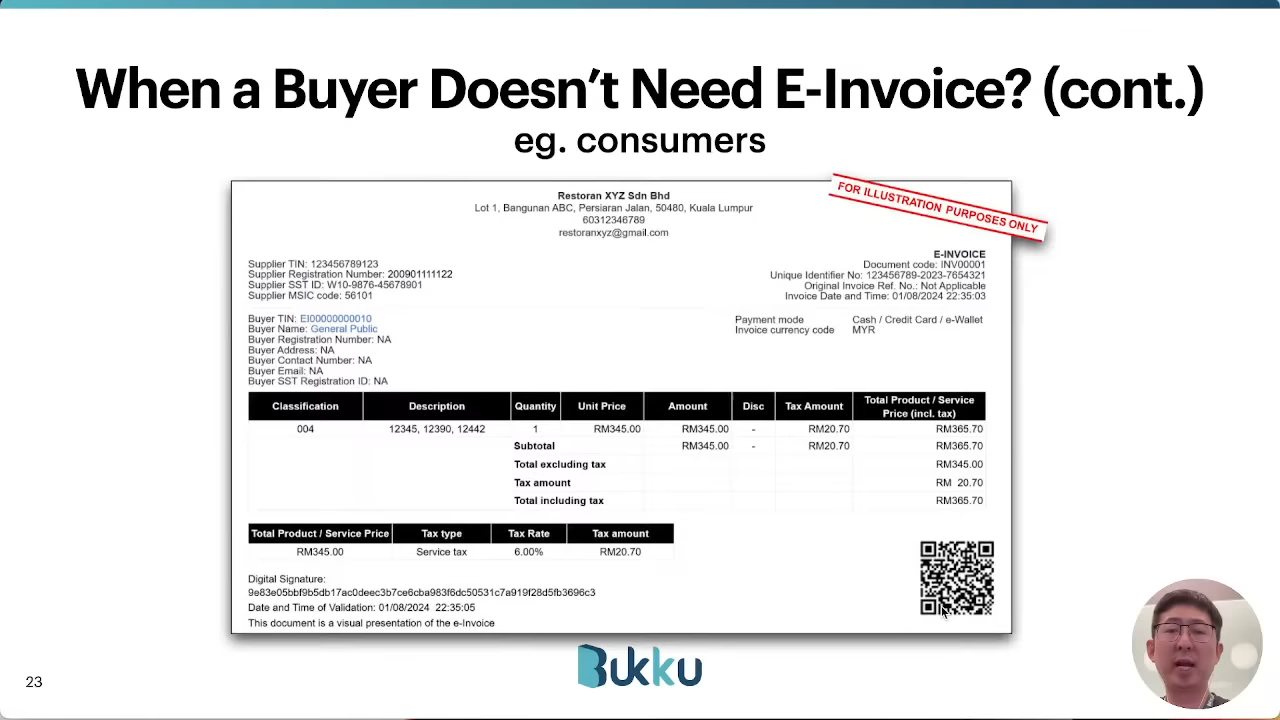 When a Buyer Doesn't Need E-Invoice? (cont.)
eg. consumers
FOR ILLUSTRATION PURPOSES ONLY
Restoran XYZ Sdn Bhd
Lot 1, Bangunan ABC, Persiaran Jalan, 50480, Kuala Lumpur
60312346789
restoranxyz@gmail.com
E-INVOICE
Document code: INV00001
Unique Identifier No: 123456789-2023-7654321
Original Invoice Ref. No.: Not Applicable
Invoice Date and Time: 01/08/2024 22:35:03
Supplier TIN: 123456789123
Supplier Registration Number: 200901111122
Supplier SST ID: W10-9876-45678901
Supplier MSIC code: 56101
Buyer TIN: EI00000000010
Buyer Name: General Public
Buyer Registration Number: NA
Buyer Address: NA
Buyer Contact Number: NA
Buyer Email: NA
Buyer SST Registration ID: NA
Payment mode Cash / Credit Card / e-Wallet
Invoice currency code MYR
Classification Description Quantity Unit Price Amount Disc Tax Amount Total Product / Service Price (incl. tax)
004 12345, 12390, 12442 1 RM345.00 RM345.00 - RM20.70 RM365.70
Subtotal RM345.00 - RM20.70 RM365.70
Total excluding tax RM345.00
Tax amount RM 20.70
Total including tax RM365.70
Total Product / Service Price Tax type Tax Rate Tax amount
RM345.00 Service tax 6.00% RM20.70
Digital Signature:
9e83e05bbf9b5db17ac0deec3b7ce6cba983f6dc50531c7a919f28d5fb3696c3
Date and Time of Validation: 01/08/2024 22:35:05
This document is a visual presentation of the e-Invoice
Bukku
23